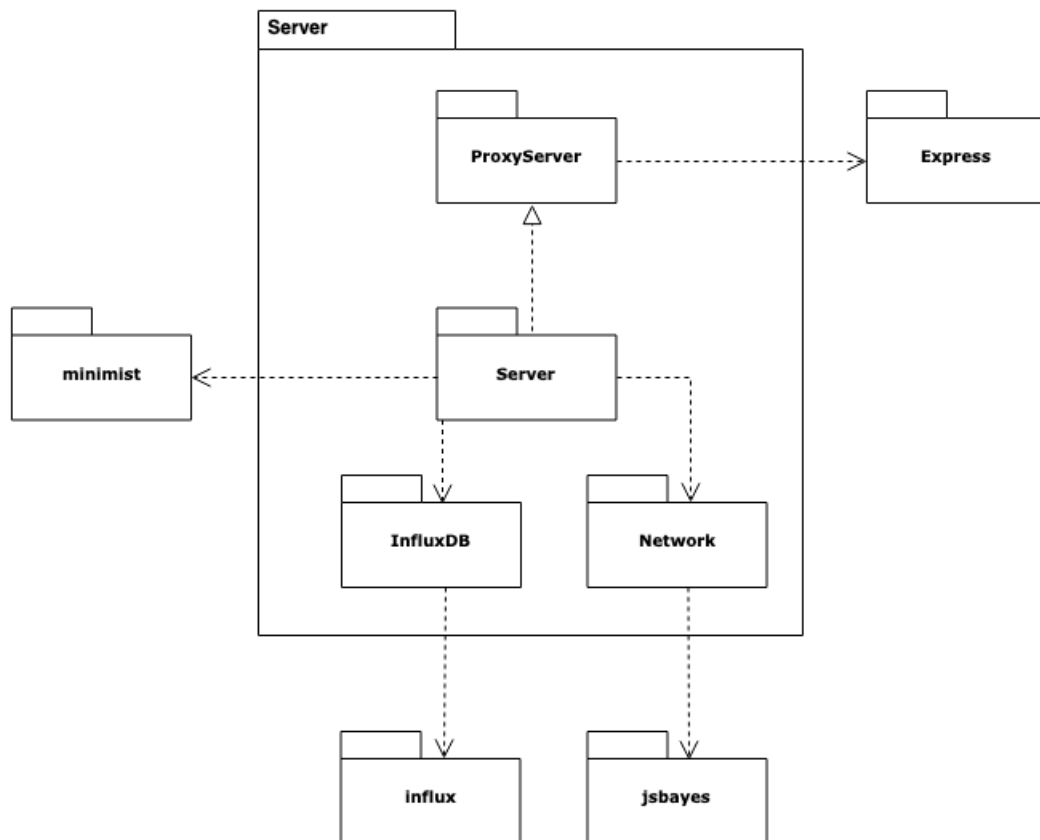 Server
ProxyServer
Express
minimist
Server
InfluxDB
Network
influx
jsbayes